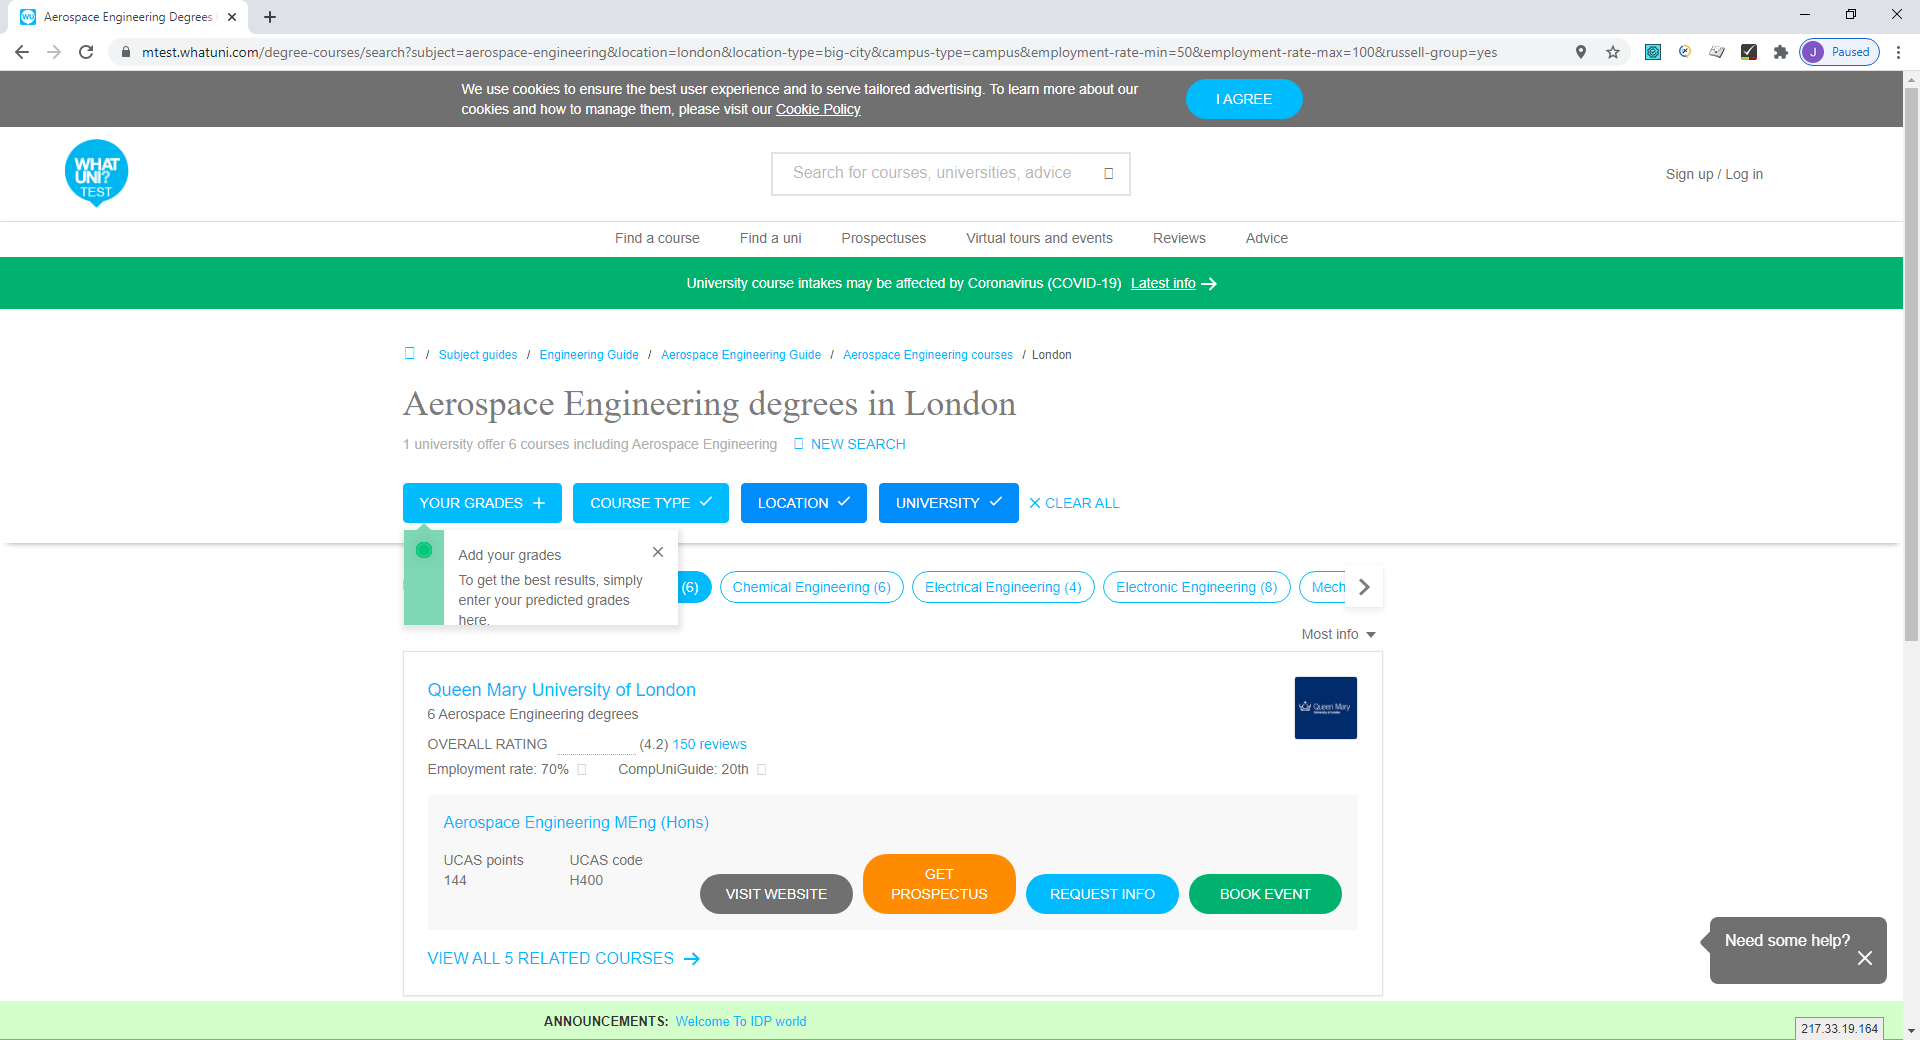 Aerospace Engineering Degrees
mtest.whatuni.com/degree-courses/search?subject=aerospace-engineering&location=london&location-type=big-city&campus-type=campus&employment-rate-min=50&employment-rate-max=100&russell-group=yes
J Paused
We use cookies to ensure the best user experience and to serve tailored advertising. To learn more about our
cookies and how to manage them, please visit our Cookie Policy
I AGREE
WHAT
UNI?
TEST
Search for courses, universities, advice
Sign up / Log in
Find a course Find a uni Prospectuses Virtual tours and events Reviews Advice
University course intakes may be affected by Coronavirus (COVID-19) Latest info
/ Subject guides / Engineering Guide / Aerospace Engineering Guide / Aerospace Engineering courses / London
Aerospace Engineering degrees in London
1 university offer 6 courses including Aerospace Engineering NEW SEARCH
YOUR GRADES COURSE TYPE LOCATION UNIVERSITY CLEAR ALL
Add your grades
To get the best results, simply
enter your predicted grades
here.
(6) Chemical Engineering (6) Electrical Engineering (4) Electronic Engineering (8) Mech
Most info
Queen Mary University of London
6 Aerospace Engineering degrees
Queen Mary
University of London
OVERALL RATING (4.2) 150 reviews
Employment rate: 70% CompUniGuide: 20th
Aerospace Engineering MEng (Hons)
UCAS points UCAS code
144 H400
VISIT WEBSITE
GET
PROSPECTUS
REQUEST INFO
BOOK EVENT
VIEW ALL 5 RELATED COURSES
Need some help?
ANNOUNCEMENTS: Welcome To IDP world
217.33.19.164